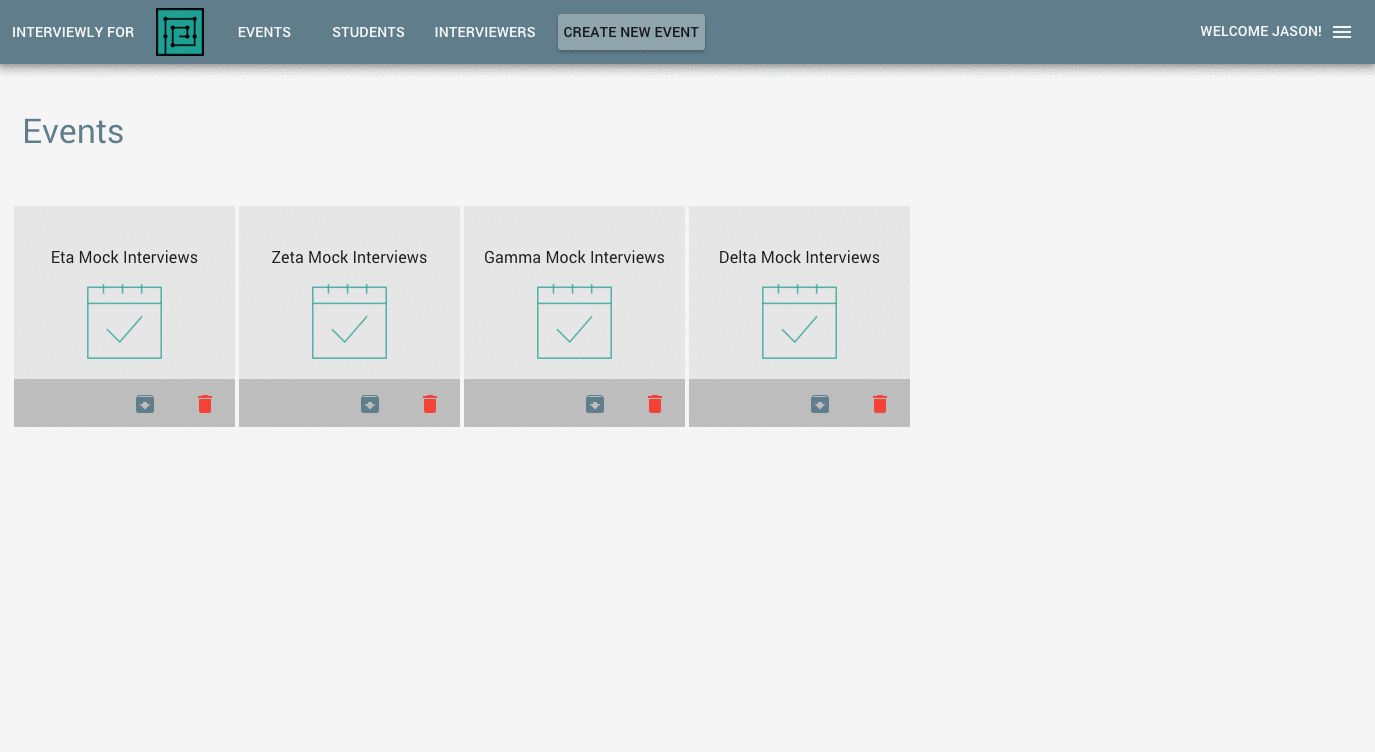 INTERVIEWLY FOR EVENTS STUDENTS INTERVIEWERS CREATE NEW EVENT WELCOME JASON!
Events
Eta Mock Interviews Zeta Mock Interviews Gamma Mock Interviews Delta Mock Interviews